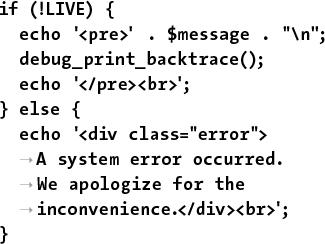 if (!LIVE) {
  echo '<pre>' . $message . "\n";
  debug_print_backtrace();
  echo '</pre><br>';
} else {
  echo '<div class="error">
  →A system error occurred.
  →We apologize for the
  →inconvenience.</div><br>';
}